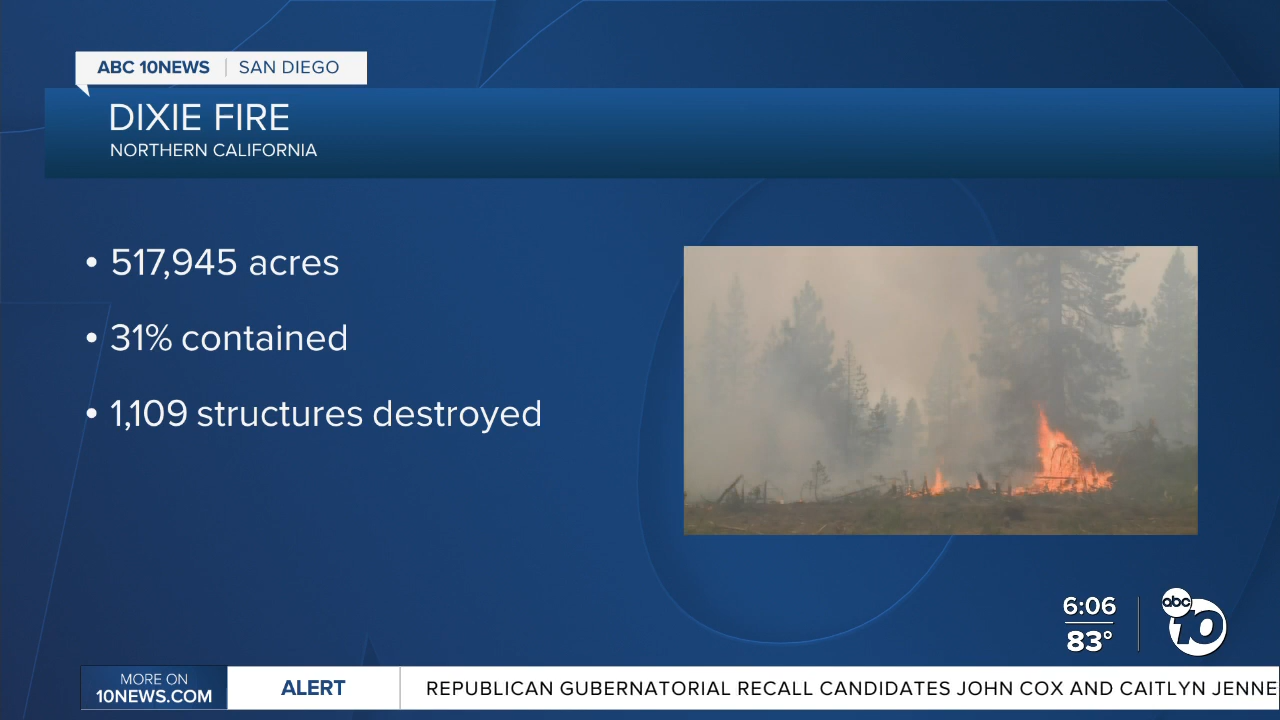 ABC 10NEWS | SAN DIEGO
DIXIE FIRE
NORTHERN CALIFORNIA
• 517,945 acres
• 31% contained
• 1,109 structures destroyed
6:06
83°
abc
10
MORE ON
10NEWS.COM
ALERT
REPUBLICAN GUBERNATORIAL RECALL CANDIDATES JOHN COX AND CAITLYN JENNE